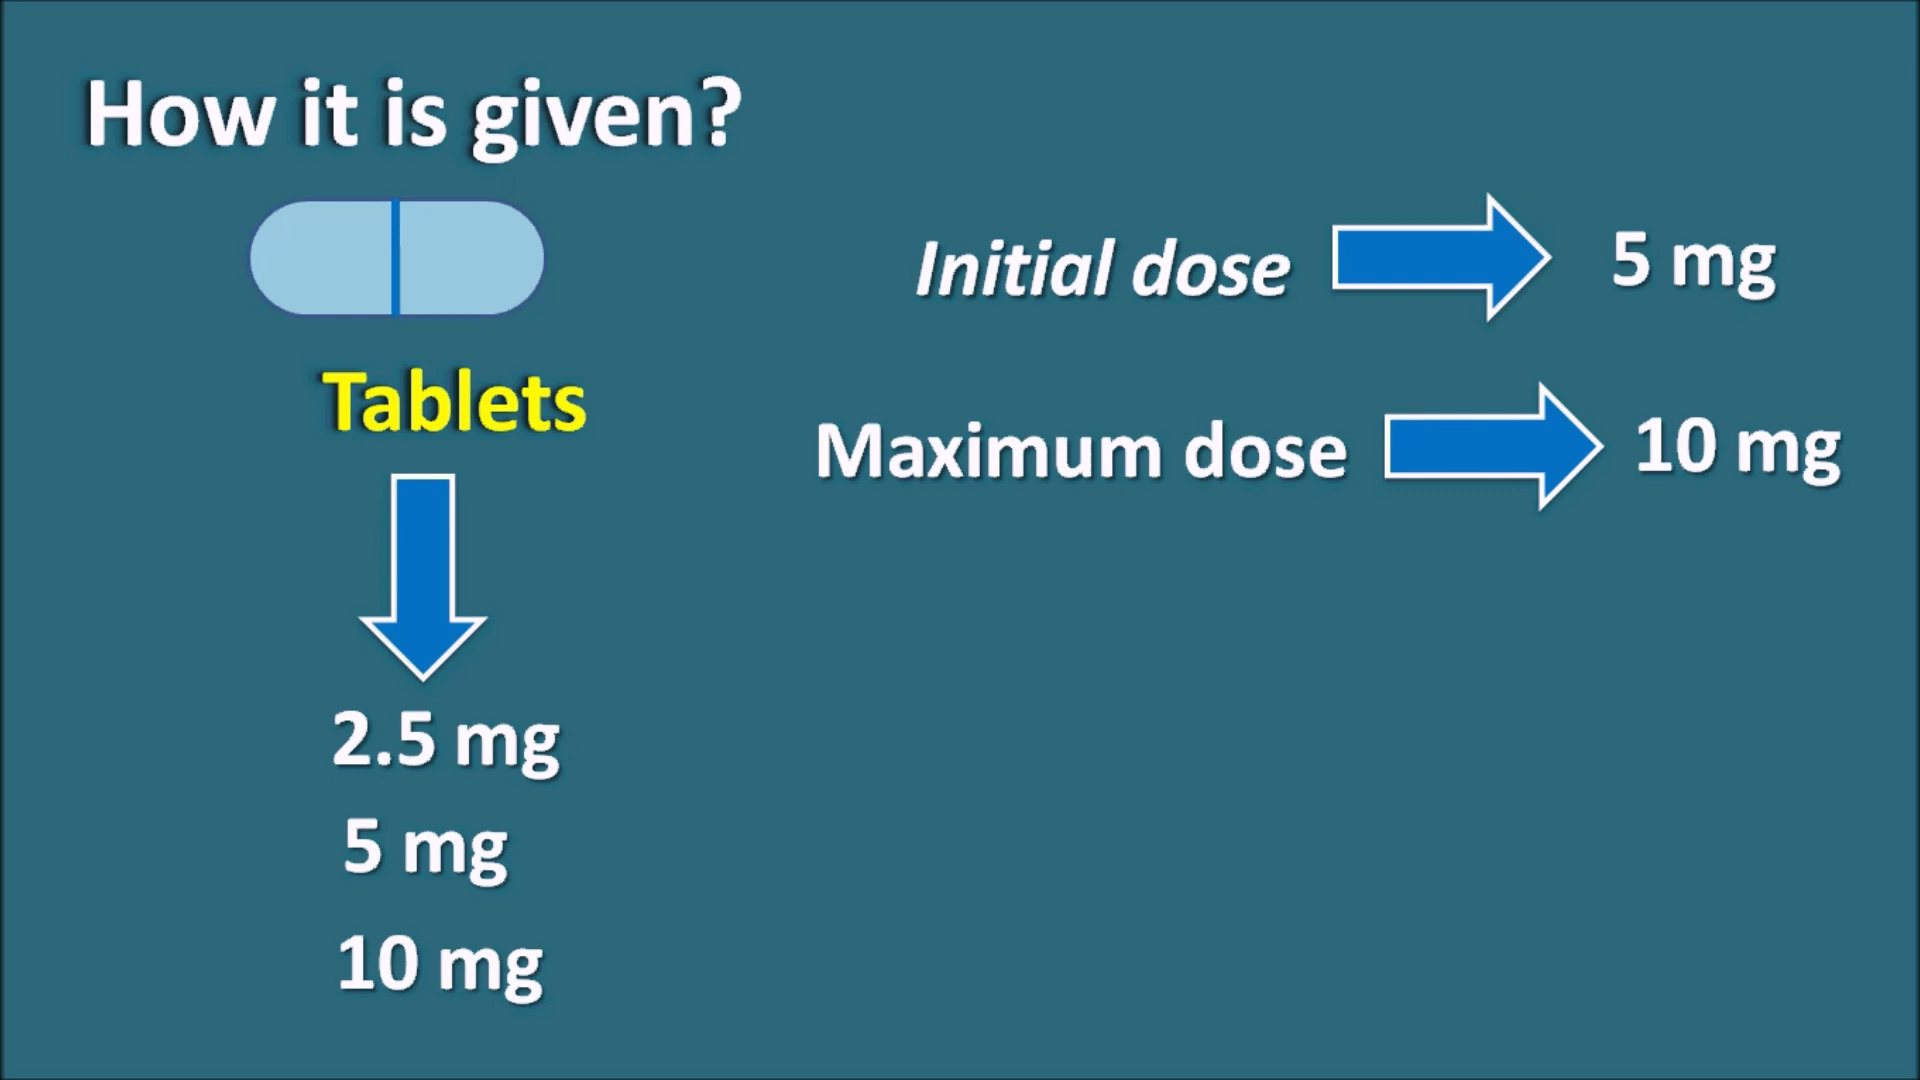 How it is given?
Tablets
2.5 mg
5 mg
10 mg
Initial dose 5 mg
Maximum dose 10 mg